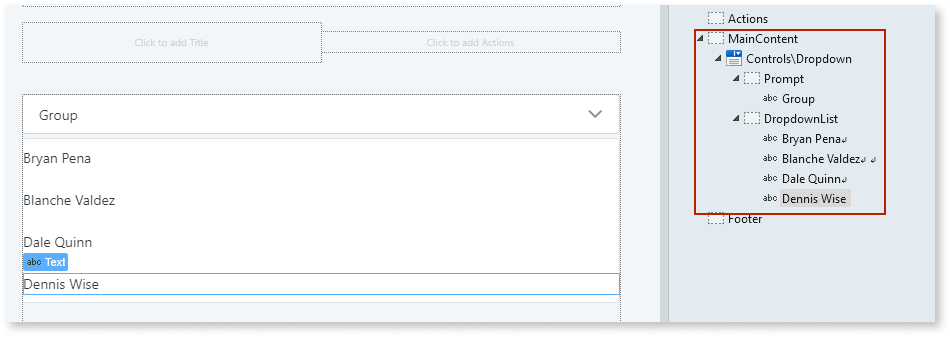 Click to add Title
Click to add Actions
Group
Bryan Pena
Blanche Valdez
Dale Quinn
abc Text
Dennis Wise
Actions
MainContent
Controls\Dropdown
Prompt
abc Group
DropdownList
abc Bryan Pena↲
abc Blanche Valdez↲ ↲
abc Dale Quinn↲
abc Dennis Wise
Footer